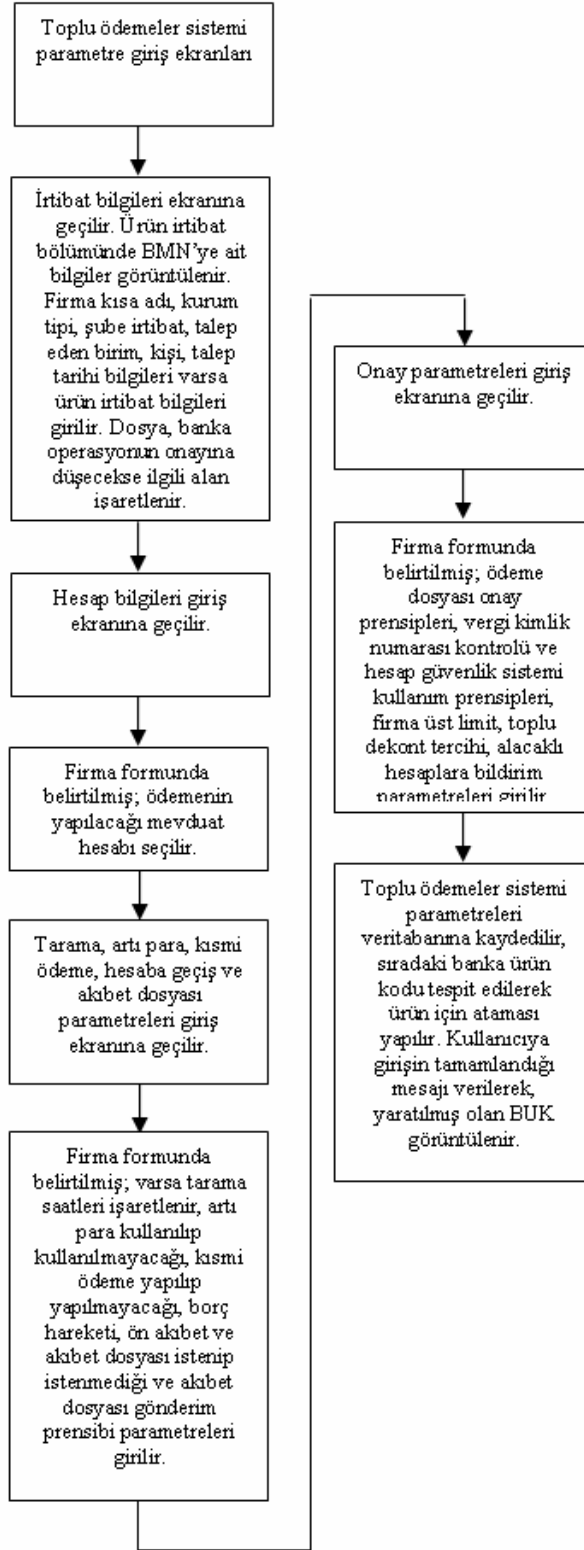 Toplu ödemeler sistemi
parametre giriş ekranları
İrtibat bilgileri ekranına
geçilir. Ürün irtibat
bölümünde BMN’ye ait
bilgiler görüntülenir.
Firma kısa adı, kurum
tipi, şube irtibat, talep
eden birim, kişi, talep
tarihi bilgileri varsa
ürün irtibat bilgileri
girilir. Dosya, banka
operasyonun onayına
düşecekse ilgili alan
işaretlenir.
Hesap bilgileri giriş
ekranına geçilir.
Firma formunda
belirtilmiş; ödemenin
yapılacağı mevduat
hesabı seçilir.
Tarama, artı para, kısmi
ödeme, hesaba geçiş ve
akıbet dosyası
parametreleri giriş
ekranına geçilir.
Firma formunda
belirtilmiş; varsa tarama
saatleri işaretlenir, artı
para kullanılıp
kullanılmayacağı, kısmi
ödeme yapılıp
yapılmayacağı, borç
hareketi, ön akıbet ve
akıbet dosyası istenip
istenmediği ve akıbet
dosyası gönderim
prensibi parametreleri
girilir.
Onay parametreleri giriş
ekranına geçilir.
Firma formunda
belirtilmiş; ödeme
dosyası onay
prensipleri, vergi kimlik
numarası kontrolü ve
hesap güvenlik sistemi
kullanım prensipleri,
firma üst limit, toplu
dekont tercihi, alacaklı
hesaplara bildirim
parametreleri girilir
Toplu ödemeler sistemi
parametreleri
veritabanına kaydedilir,
sıradaki banka ürün
kodu tespit edilerek
ürün için ataması
yapılır. Kullanıcıya
girişin tamamlandığı
mesajı verilerek,
yaratılmış olan BUK
görüntülenir.